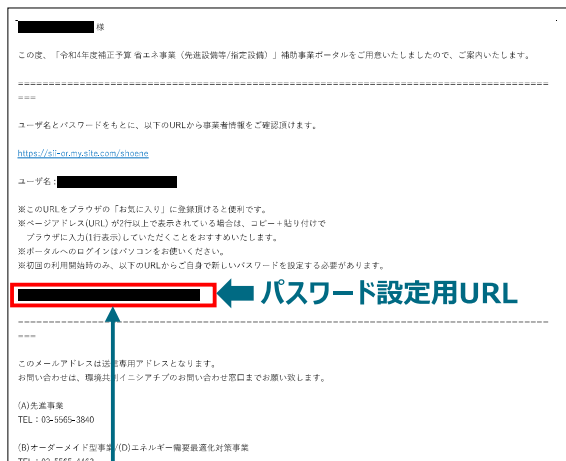 様
この度、「令和4年度補正予算 省エネ事業（先進設備等/指定設備）」補助事業ポータルをご用意いたしましたので、ご案内いたします。
================================================================================
===
ユーザ名とパスワードをもとに、以下のURLから事業者情報をご確認頂けます。
https://sii-or.my.site.com/shoene
ユーザ名：
※このURLをブラウザの「お気に入り」に登録頂けると便利です。
※ページアドレス(URL) が2行以上で表示されている場合は、コピー＋貼り付けで
ブラウザに入力(1行表示)していただくことをおすすめいたします。
※ポータルへのログインはパソコンをお使いください。
※初回の利用開始時のみ、以下のURLからご自身で新しいパスワードを設定する必要があります。
パスワード設定用URL
================================================================================
===
このメールアドレスは送信専用アドレスとなります。
お問い合わせは、環境共創イニシアチブのお問い合わせ窓口までお願い致します。
(A)先進事業
TEL：03-5565-3840
(B)オーダーメイド型事業/(D)エネルギー需要最適化対策事業
TEL：03-5565-4463